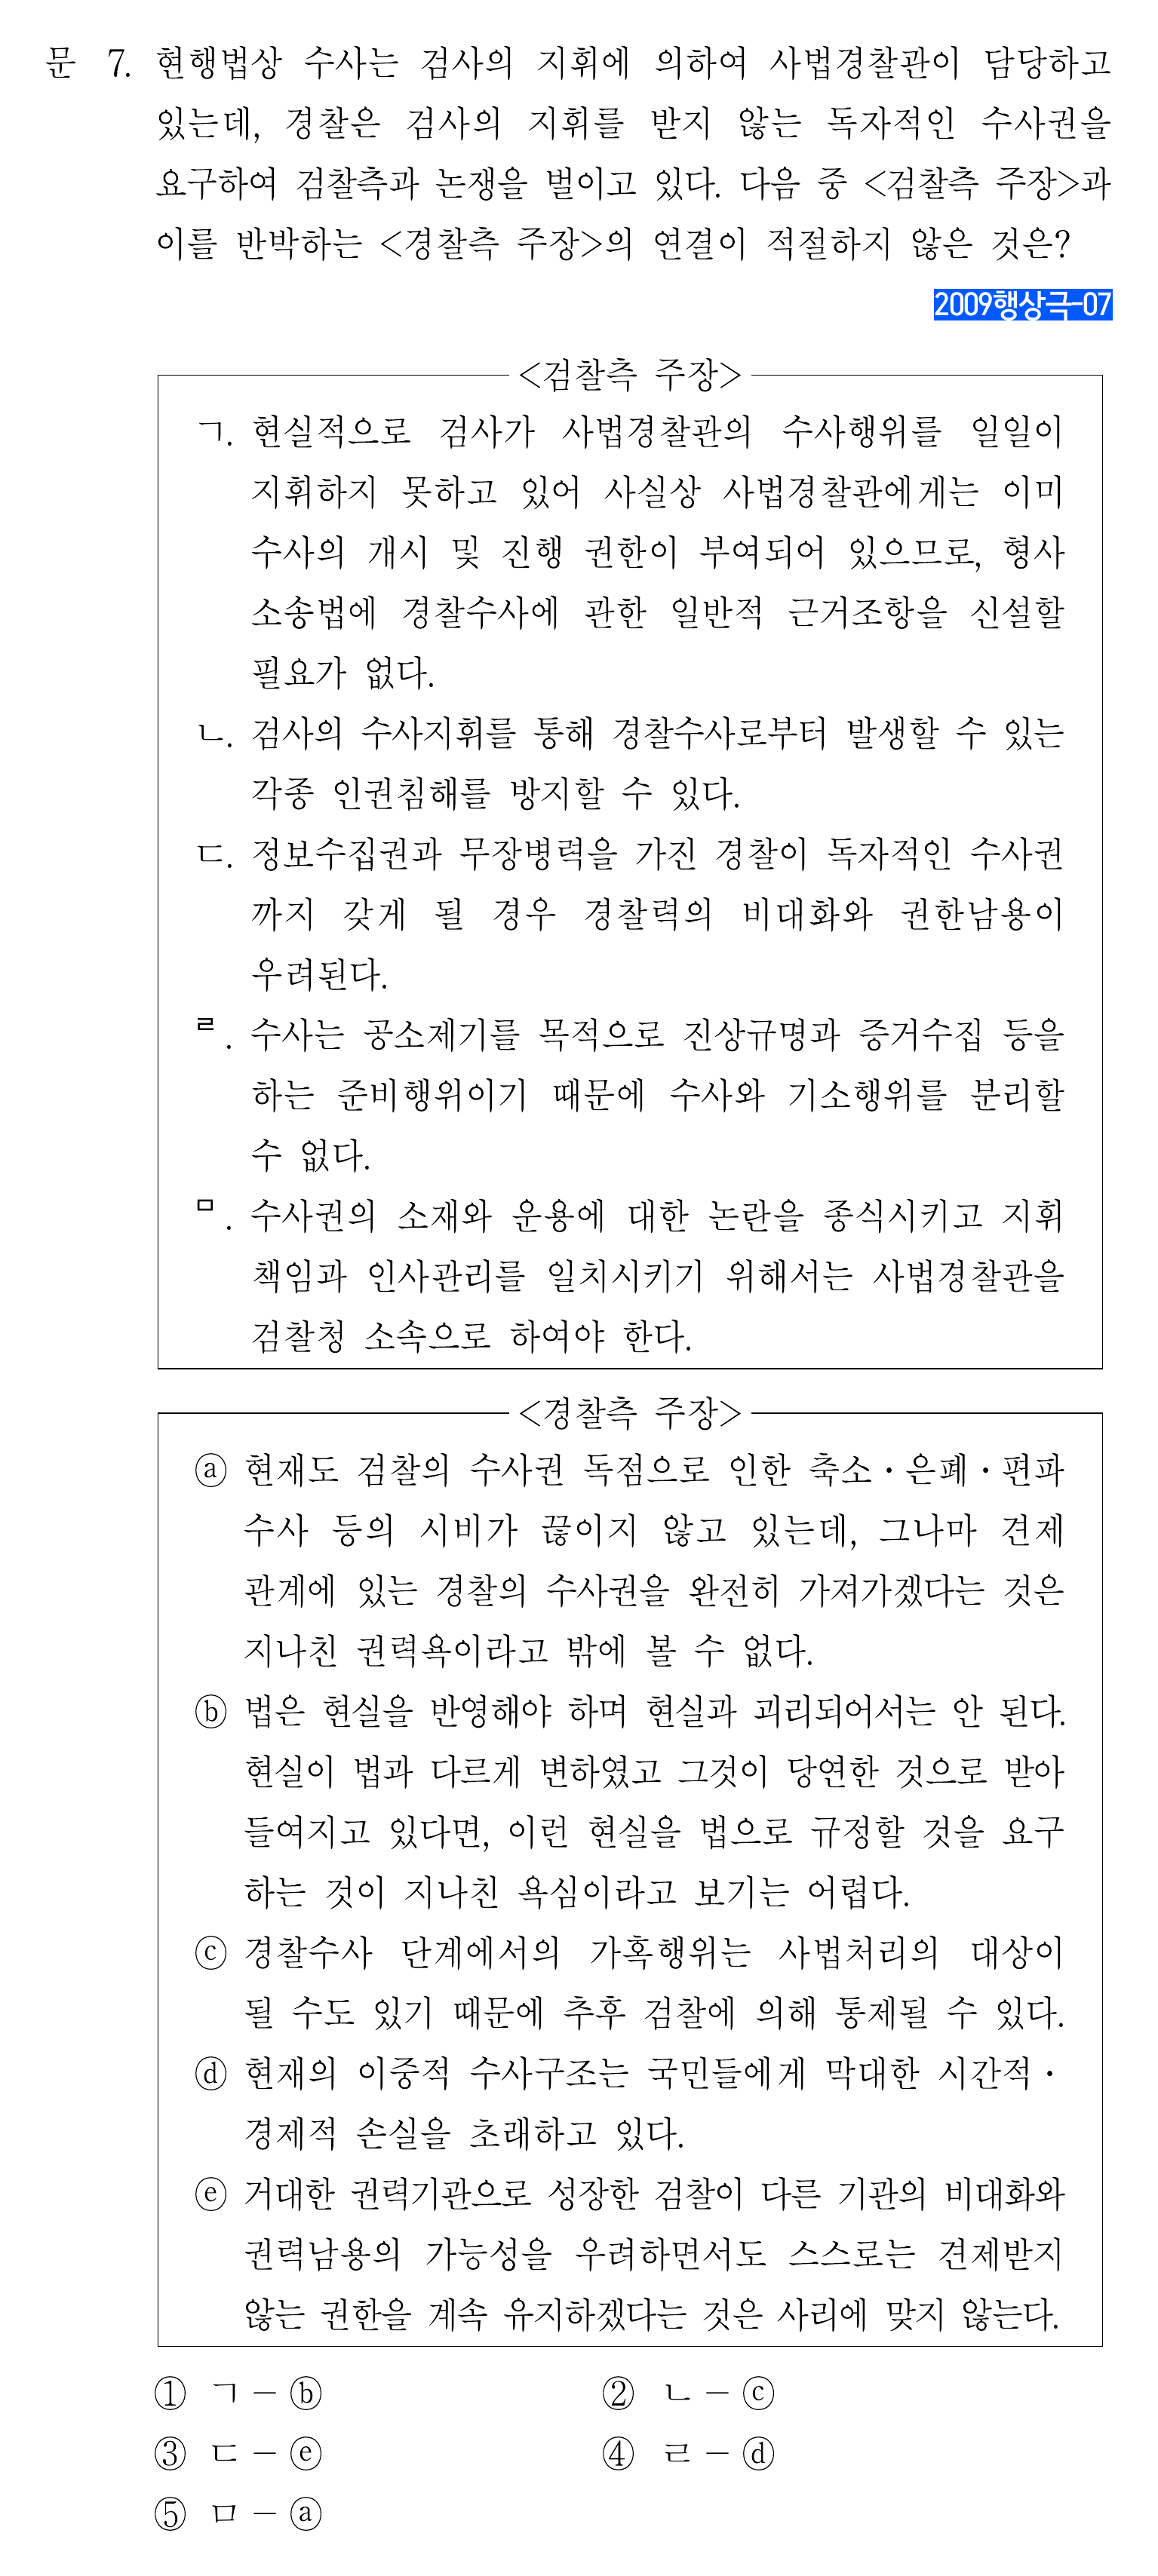 문 7. 현행법상 수사는 검사의 지휘에 의하여 사법경찰관이 담당하고
있는데, 경찰은 검사의 지휘를 받지 않는 독자적인 수사권을
요구하여 검찰측과 논쟁을 벌이고 있다. 다음 중 <검찰측 주장>과
이를 반박하는 <경찰측 주장>의 연결이 적절하지 않은 것은?
2009행상극-07
<검찰측 주장>
ㄱ. 현실적으로 검사가 사법경찰관의 수사행위를 일일이
지휘하지 못하고 있어 사실상 사법경찰관에게는 이미
수사의 개시 및 진행 권한이 부여되어 있으므로, 형사
소송법에 경찰수사에 관한 일반적 근거조항을 신설할
필요가 없다.
ㄴ. 검사의 수사지휘를 통해 경찰수사로부터 발생할 수 있는
각종 인권침해를 방지할 수 있다.
ㄷ. 정보수집권과 무장병력을 가진 경찰이 독자적인 수사권
까지 갖게 될 경우 경찰력의 비대화와 권한남용이
우려된다.
ㄹ. 수사는 공소제기를 목적으로 진상규명과 증거수집 등을
하는 준비행위이기 때문에 수사와 기소행위를 분리할
수 없다.
ㅁ. 수사권의 소재와 운용에 대한 논란을 종식시키고 지휘
책임과 인사관리를 일치시키기 위해서는 사법경찰관을
검찰청 소속으로 하여야 한다.
<경찰측 주장>
ⓐ 현재도 검찰의 수사권 독점으로 인한 축소・은폐・편파
수사 등의 시비가 끊이지 않고 있는데, 그나마 견제
관계에 있는 경찰의 수사권을 완전히 가져가겠다는 것은
지나친 권력욕이라고 밖에 볼 수 없다.
ⓑ 법은 현실을 반영해야 하며 현실과 괴리되어서는 안 된다.
현실이 법과 다르게 변하였고 그것이 당연한 것으로 받아
들여지고 있다면, 이런 현실을 법으로 규정할 것을 요구
하는 것이 지나친 욕심이라고 보기는 어렵다.
ⓒ 경찰수사 단계에서의 가혹행위는 사법처리의 대상이
될 수도 있기 때문에 추후 검찰에 의해 통제될 수 있다.
ⓓ 현재의 이중적 수사구조는 국민들에게 막대한 시간적・
경제적 손실을 초래하고 있다.
ⓔ 거대한 권력기관으로 성장한 검찰이 다른 기관의 비대화와
권력남용의 가능성을 우려하면서도 스스로는 견제받지
않는 권한을 계속 유지하겠다는 것은 사리에 맞지 않는다.
① ㄱ - ⓑ ② ㄴ - ⓒ
③ ㄷ - ⓔ ④ ㄹ - ⓓ
⑤ ㅁ - ⓐ